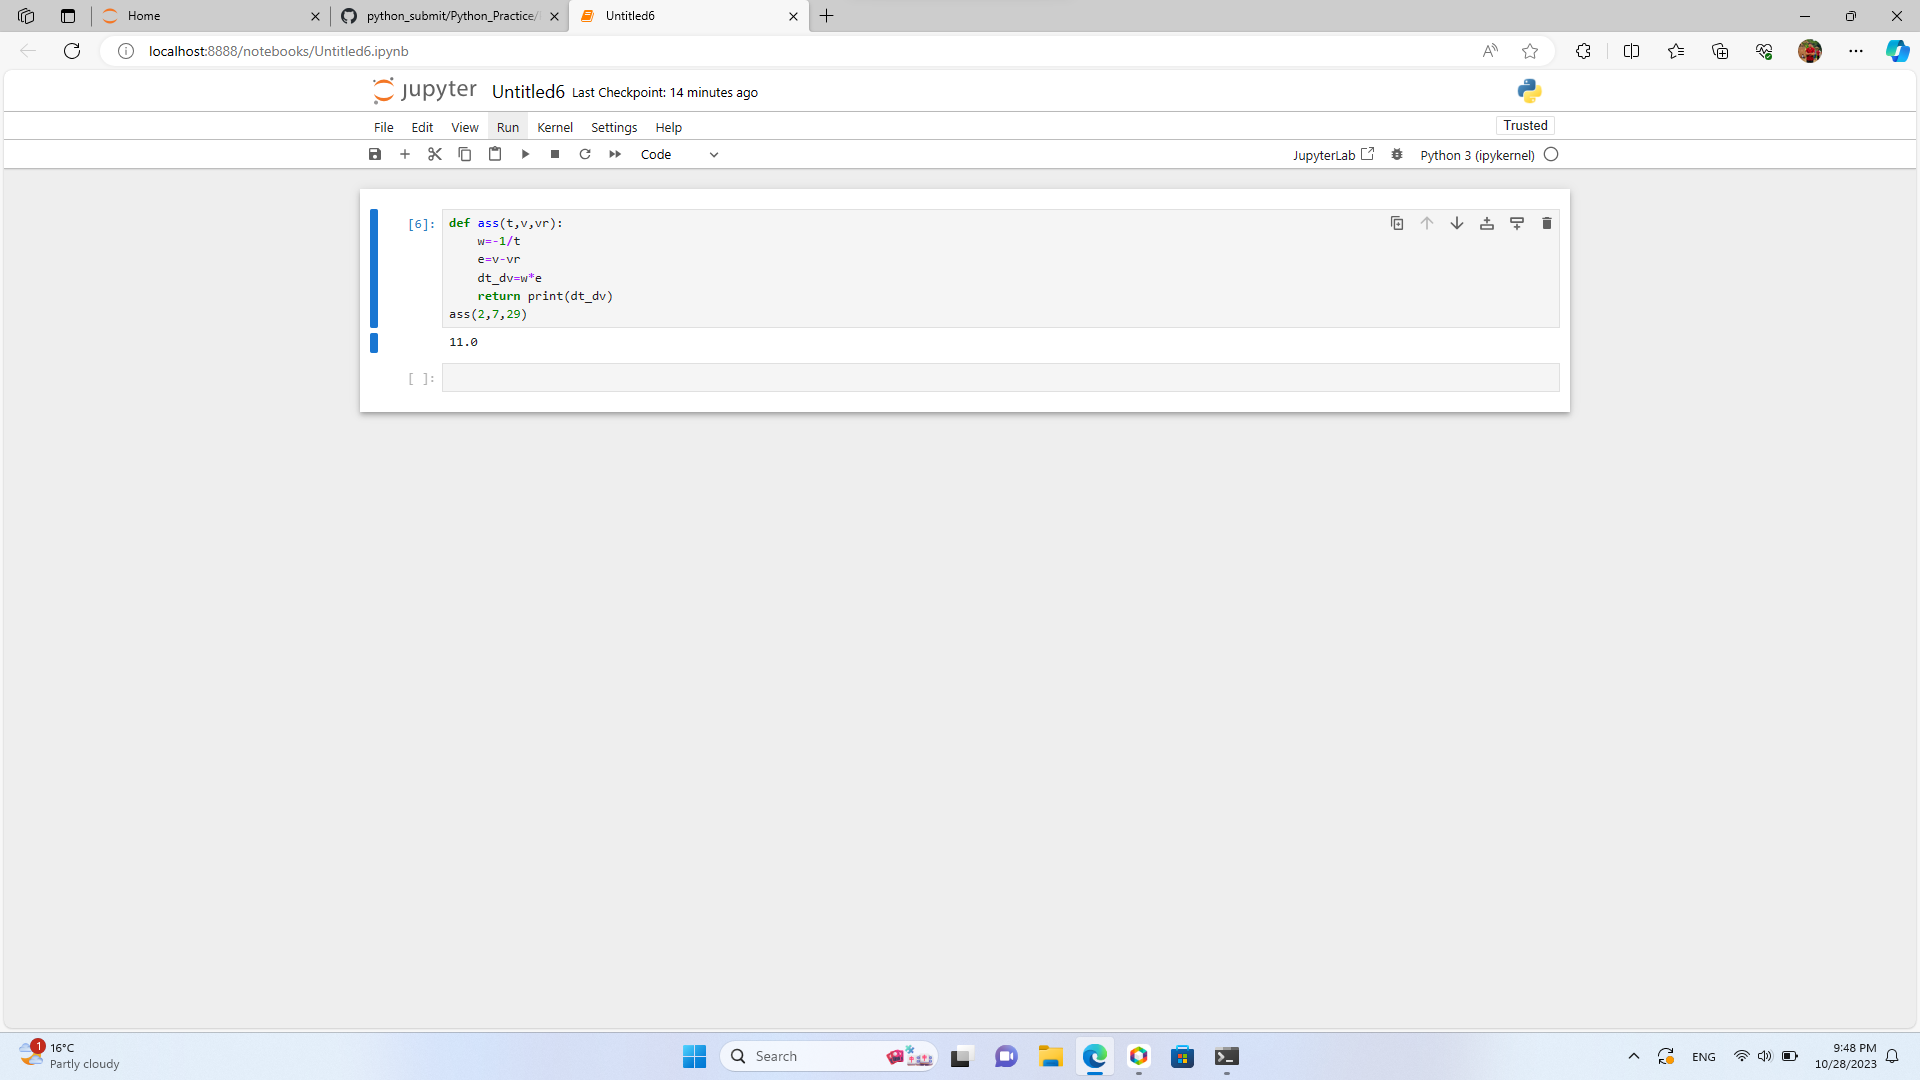 Home
python_submit/Python_Practice/
Untitled6
localhost:8888/notebooks/Untitled6.ipynb
jupyter Untitled6 Last Checkpoint: 14 minutes ago
File Edit View Run Kernel Settings Help
Trusted
Code
JupyterLab
Python 3 (ipykernel)
[6]:
def ass(t,v,vr):
    w=-1/t
    e=v-vr
    dt_dv=w*e
    return print(dt_dv)
ass(2,7,29)
11.0
[ ]:
1
16°C
Partly cloudy
Search
ENG
9:48 PM
10/28/2023